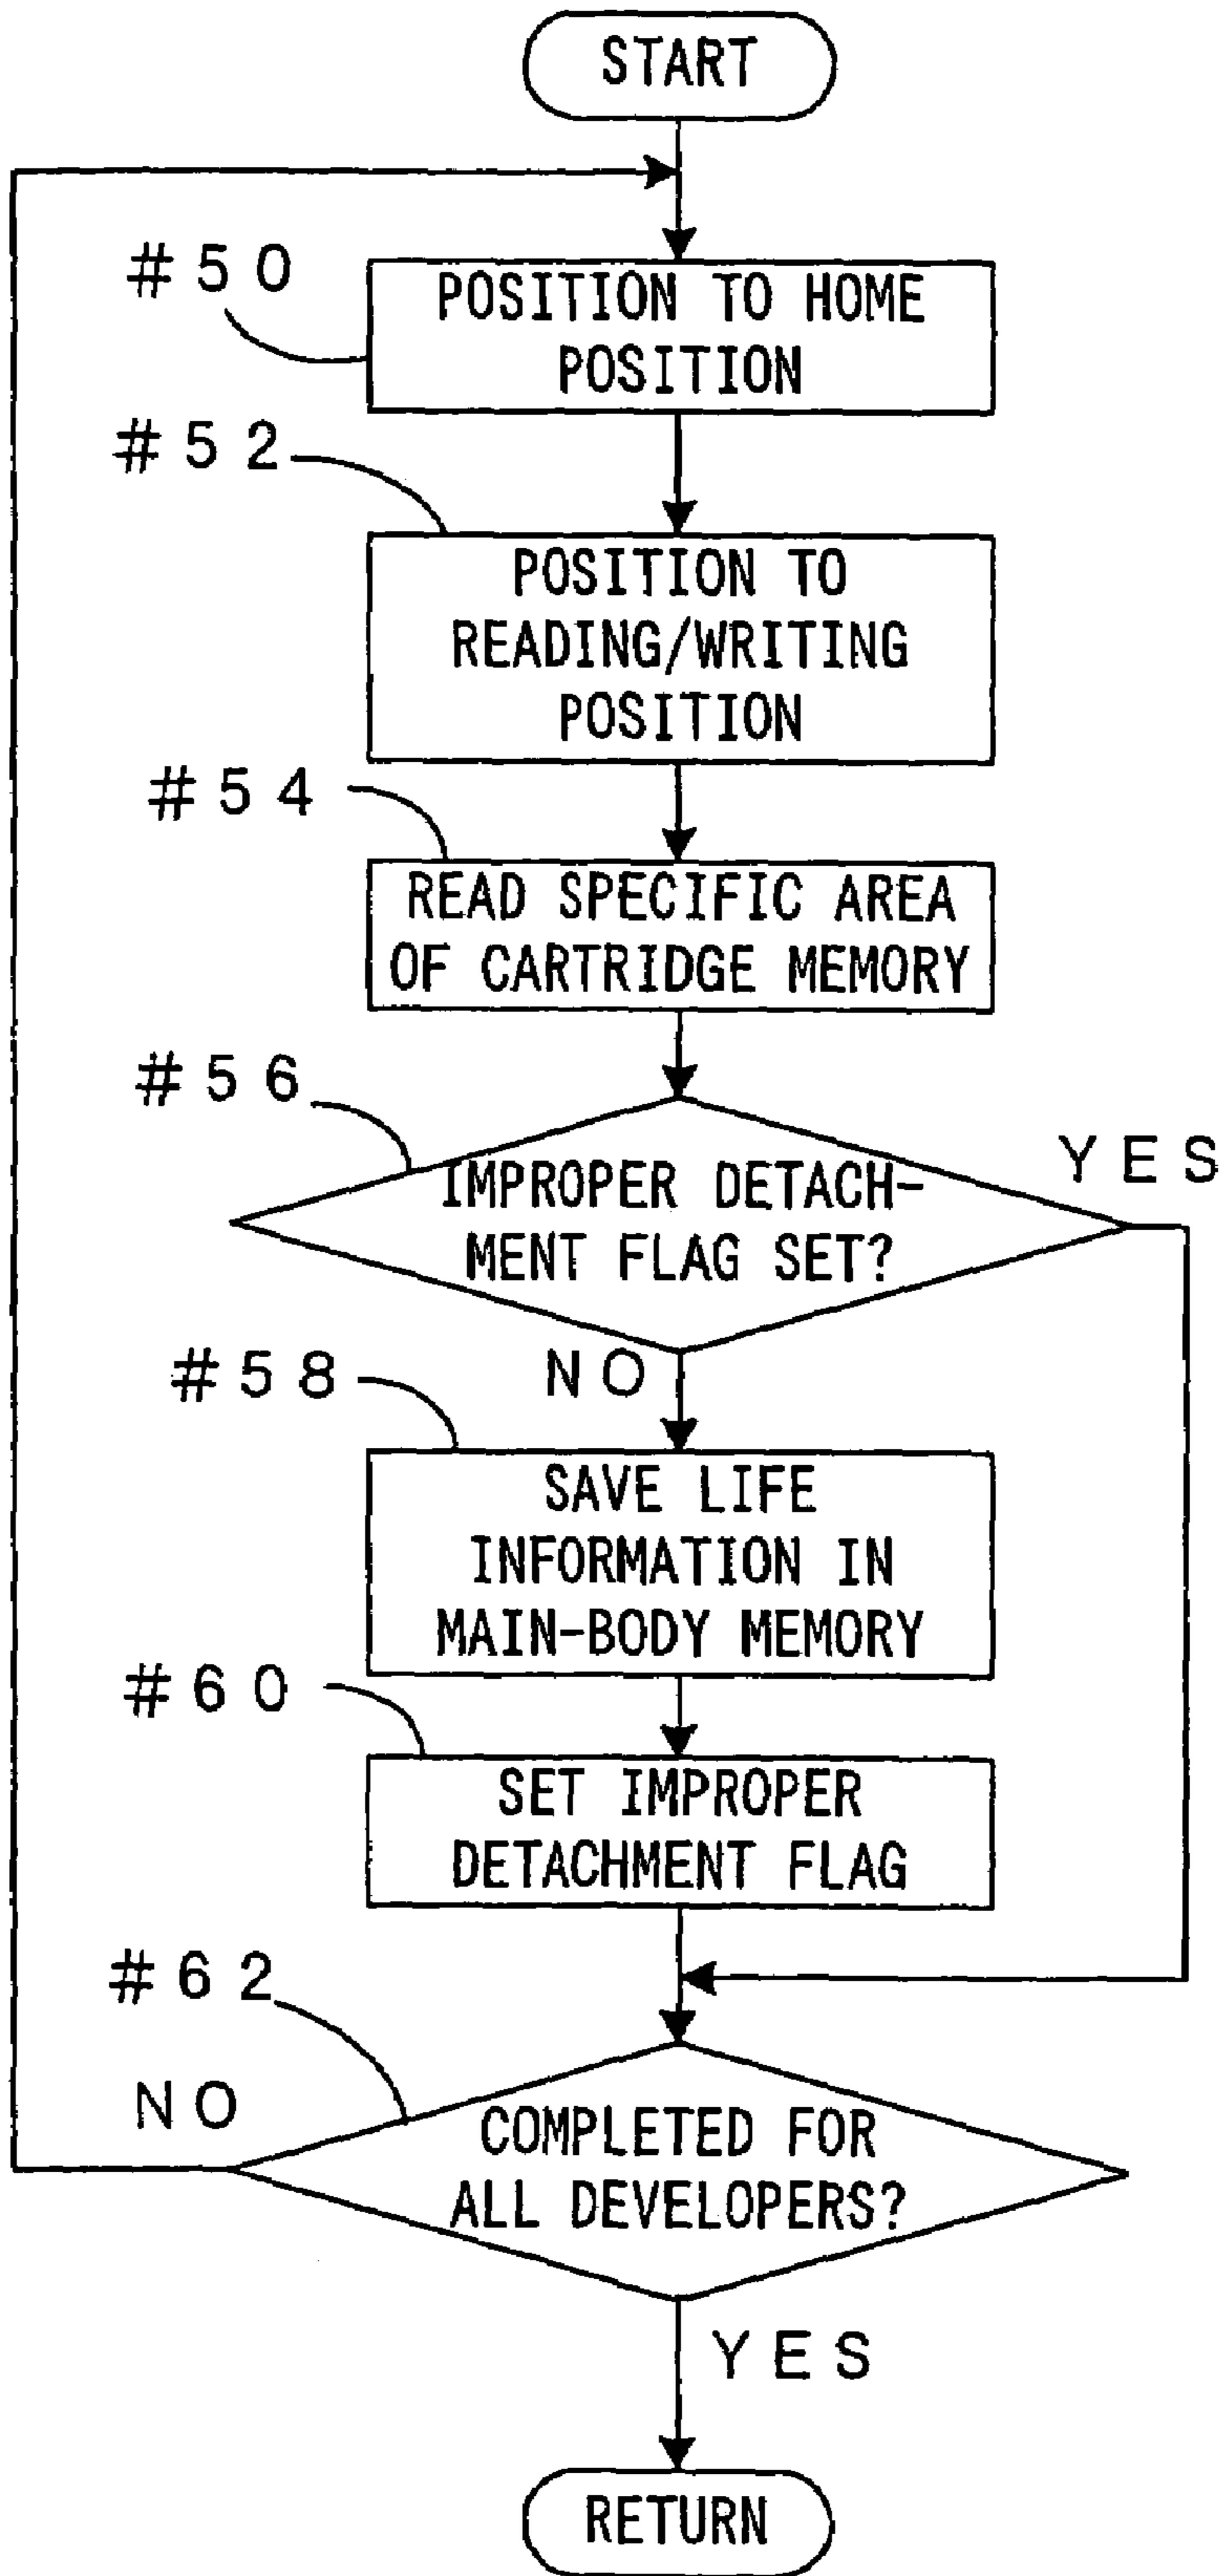 START
#50
POSITION TO HOME
POSITION
#52
POSITION TO
READING/WRITING
POSITION
#54
READ SPECIFIC AREA
OF CARTRIDGE MEMORY
#56
YES
IMPROPER DETACH-
MENT FLAG SET?
NO
#58
SAVE LIFE
INFORMATION IN
MAIN-BODY MEMORY
#60
SET IMPROPER
DETACHMENT FLAG
#62
NO
COMPLETED FOR
ALL DEVELOPERS?
YES
RETURN